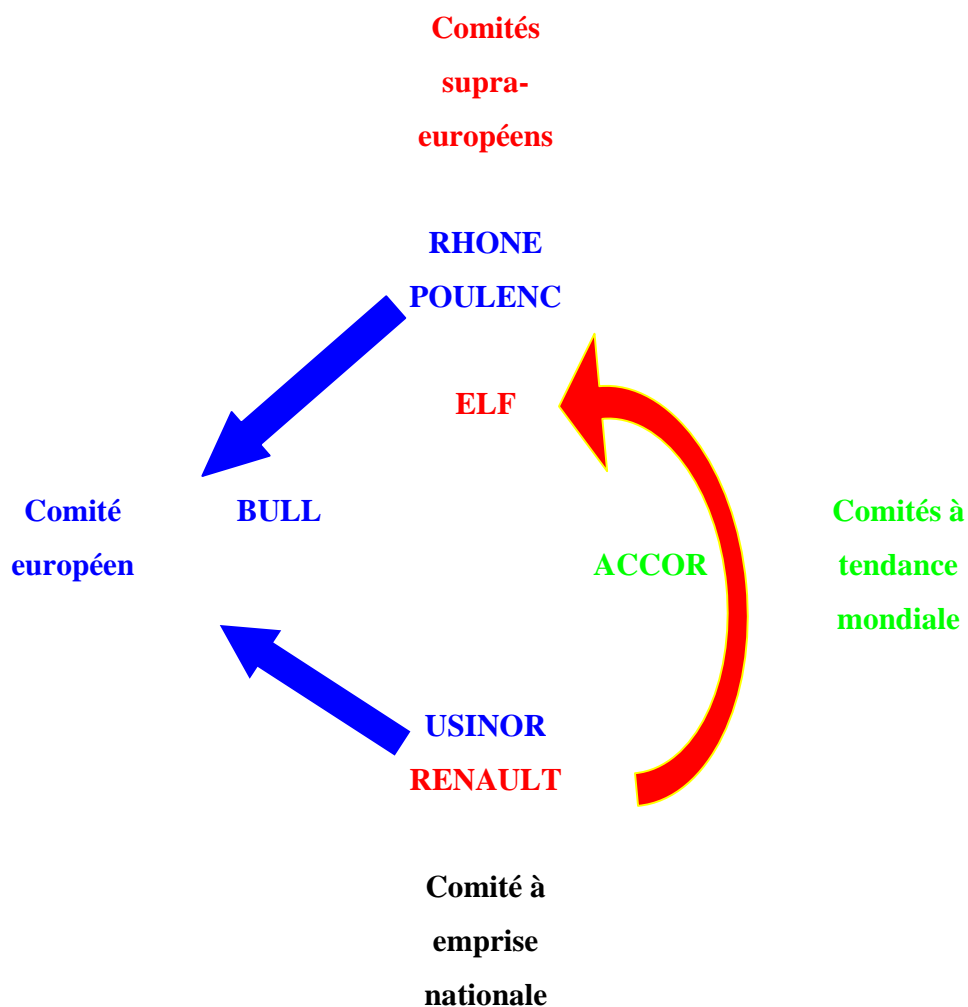 Comités
supra-
européens
RHONE
POULENC
ELF
Comité
européen
BULL
ACCOR
Comités à
tendance
mondiale
USINOR
RENAULT
Comité à
emprise
nationale